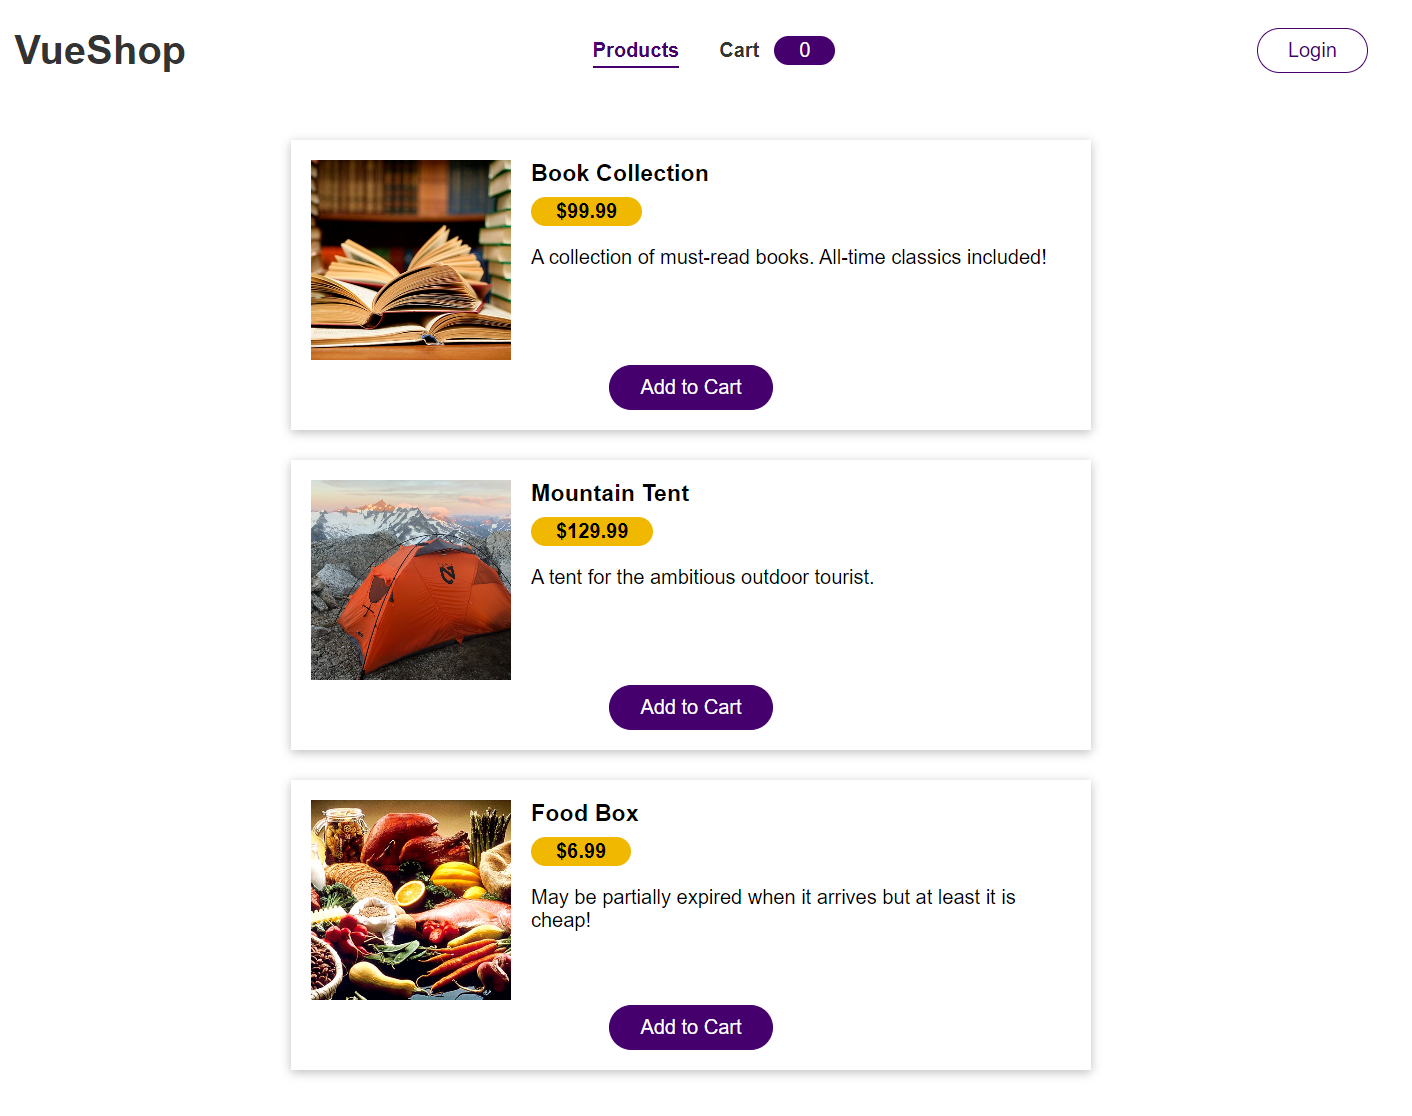 VueShop
Products
Cart
0
Login
Book Collection
$99.99
A collection of must-read books. All-time classics included!
Add to Cart
Mountain Tent
$129.99
A tent for the ambitious outdoor tourist.
Add to Cart
Food Box
$6.99
May be partially expired when it arrives but at least it is
cheap!
Add to Cart